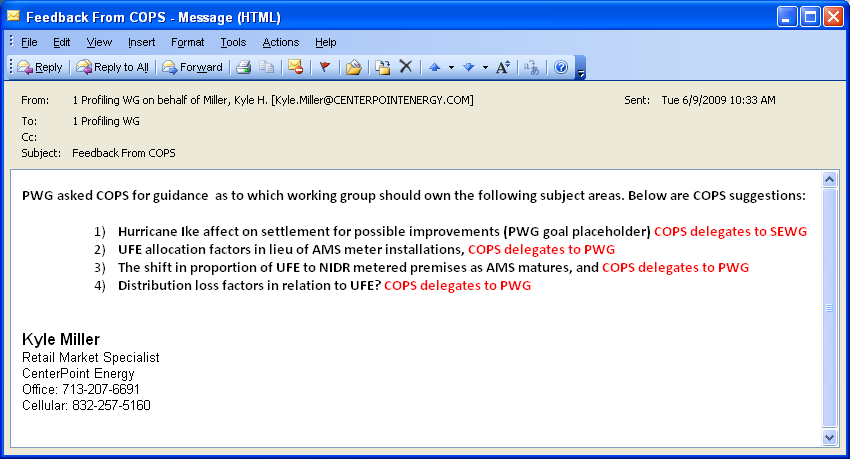 Feedback From COPS - Message (HTML)
File Edit View Insert Format Tools Actions Help
Reply Reply to All Forward
From: 1 Profiling WG on behalf of Miller, Kyle H. [Kyle.Miller@CENTERPOINTENERGY.COM] Sent: Tue 6/9/2009 10:33 AM
To: 1 Profiling WG
Cc:
Subject: Feedback From COPS
PWG asked COPS for guidance as to which working group should own the following subject areas. Below are COPS suggestions:
1) Hurricane Ike affect on settlement for possible improvements (PWG goal placeholder) COPS delegates to SEWG
2) UFE allocation factors in lieu of AMS meter installations, COPS delegates to PWG
3) The shift in proportion of UFE to NIDR metered premises as AMS matures, and COPS delegates to PWG
4) Distribution loss factors in relation to UFE? COPS delegates to PWG
Kyle Miller
Retail Market Specialist
CenterPoint Energy
Office: 713-207-6691
Cellular: 832-257-5160